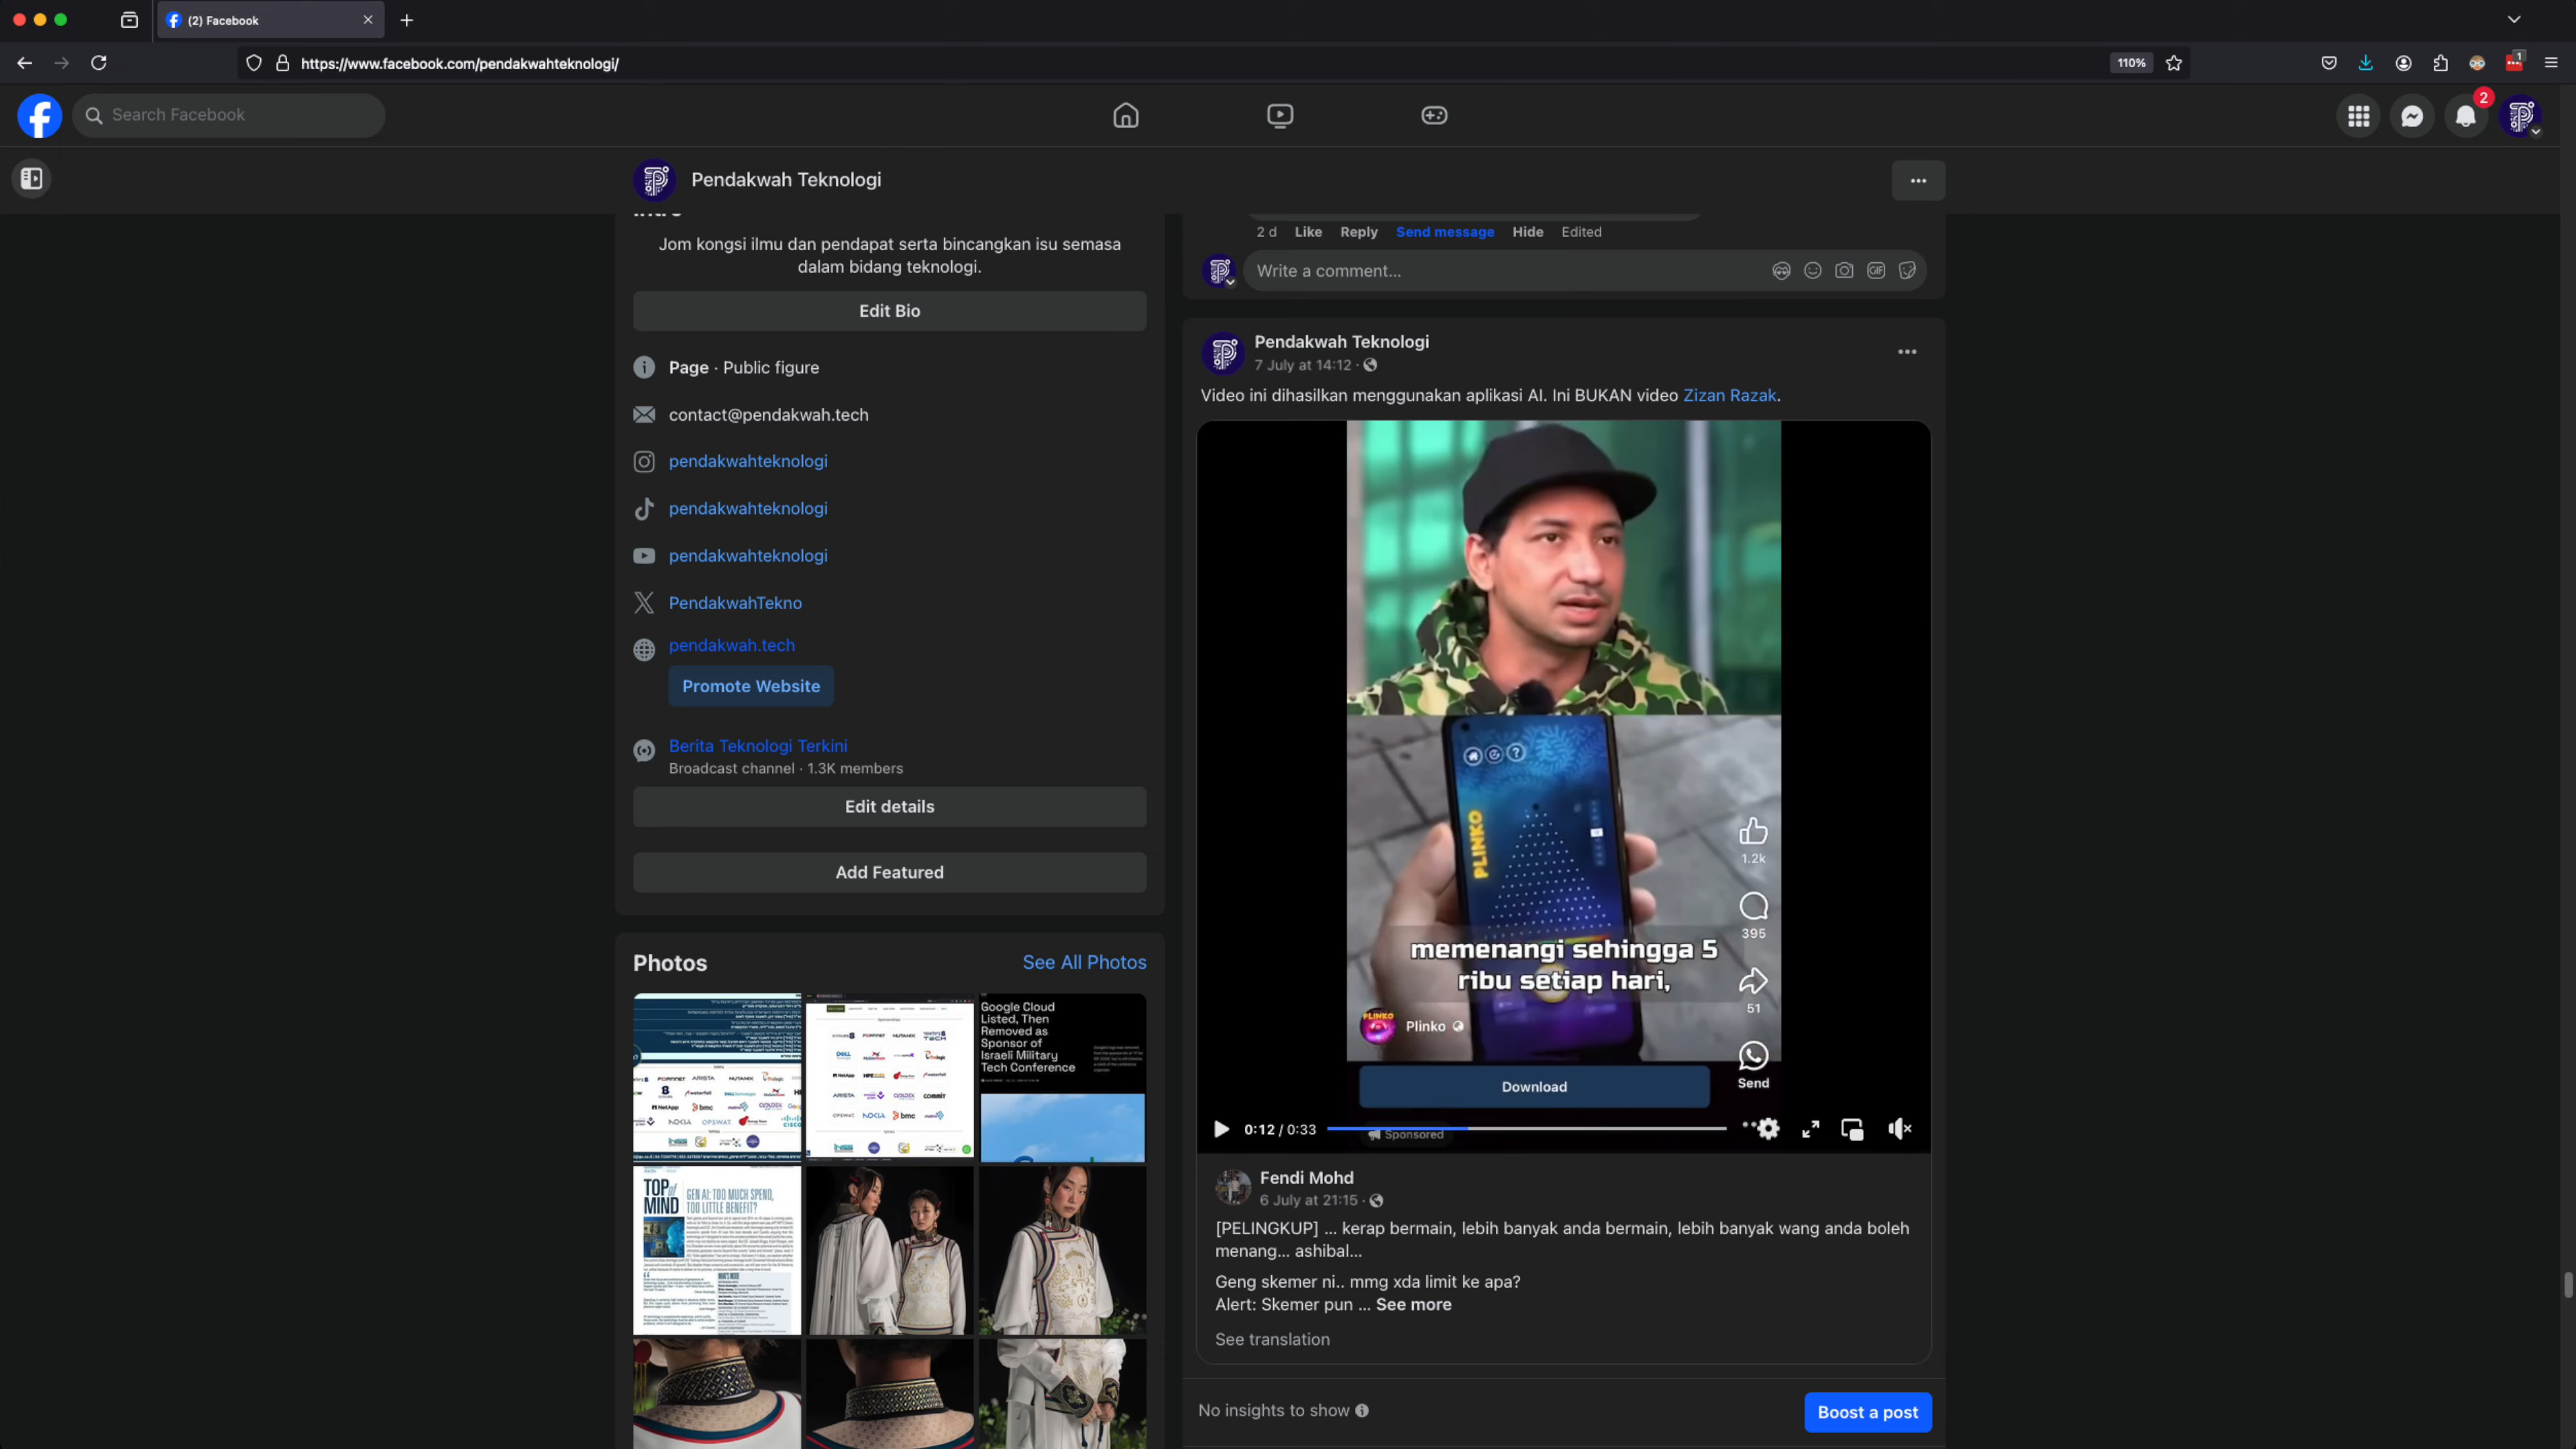 (2) Facebook
https://www.facebook.com/pendakwahteknologi/
110%
1
Search Facebook
2
Pendakwah Teknologi
Intro
Jom kongsi ilmu dan pendapat serta bincangkan isu semasa
dalam bidang teknologi.
Edit Bio
Page · Public figure
contact@pendakwah.tech
pendakwahteknologi
pendakwahteknologi
pendakwahteknologi
PendakwahTekno
pendakwah.tech
Promote Website
Berita Teknologi Terkini
Broadcast channel · 1.3K members
Edit details
Add Featured
Photos
See All Photos
Google Cloud
Listed, Then
Removed as
Sponsor of
Israeli Military
Tech Conference
TOP of
MIND
GEN AI: TOO MUCH SPEND,
TOO LITTLE BENEFIT?
2 d Like Reply Send message Hide Edited
Write a comment...
GIF
Pendakwah Teknologi
7 July at 14:12 ·
Video ini dihasilkan menggunakan aplikasi AI. Ini BUKAN video Zizan Razak.
PLINKO
1.2k
395
51
memenangi sehingga 5
ribu setiap hari,
PLINKO
Plinko
Send
Download
0:12 / 0:33
Sponsored
Fendi Mohd
6 July at 21:15 ·
[PELINGKUP] ... kerap bermain, lebih banyak anda bermain, lebih banyak wang anda boleh
menang... ashibal...
Geng skemer ni.. mmg xda limit ke apa?
Alert: Skemer pun ... See more
See translation
No insights to show
Boost a post